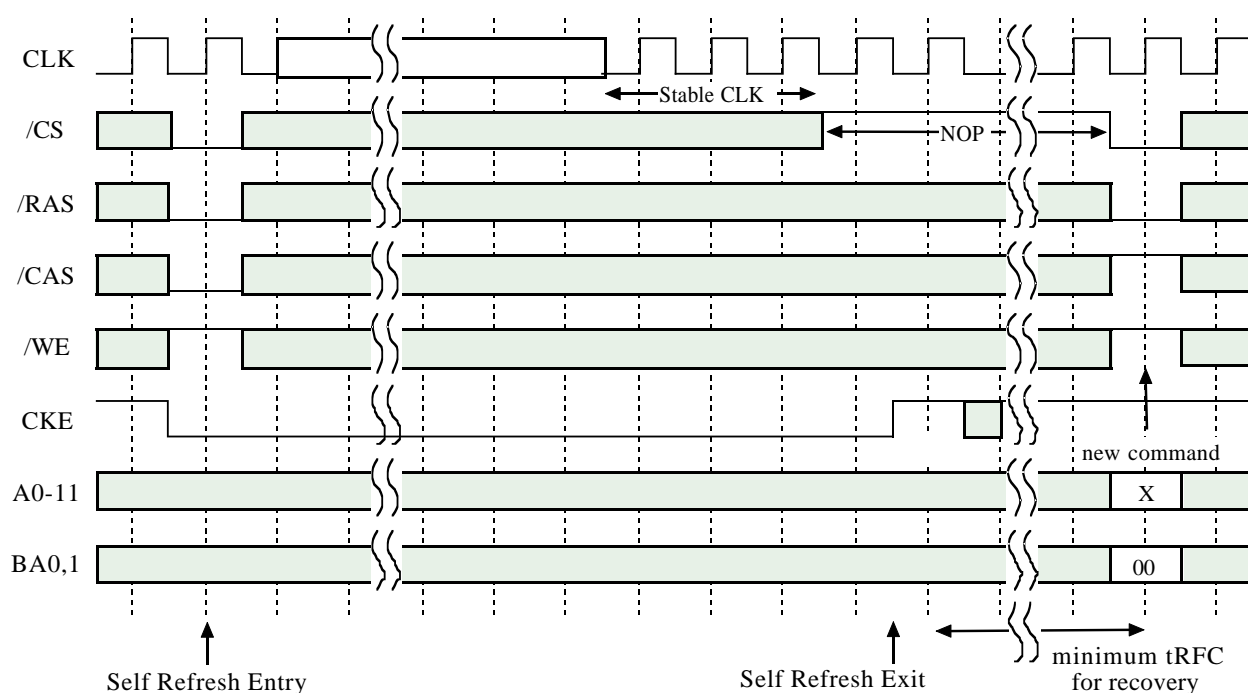 CLK
Stable CLK
/CS
NOP
/RAS
/CAS
/WE
CKE
new command
A0-11
X
BA0,1
00
Self Refresh Entry
Self Refresh Exit
minimum tRFC
for recovery